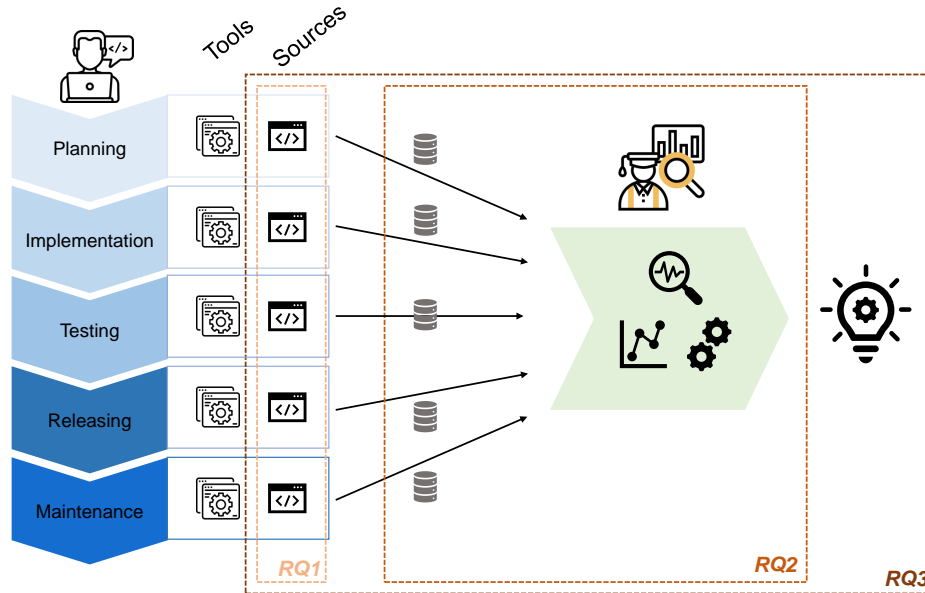 Tools
Sources
Planning
Implementation
Testing
Releasing
Maintenance
RQ1
RQ2
RQ3